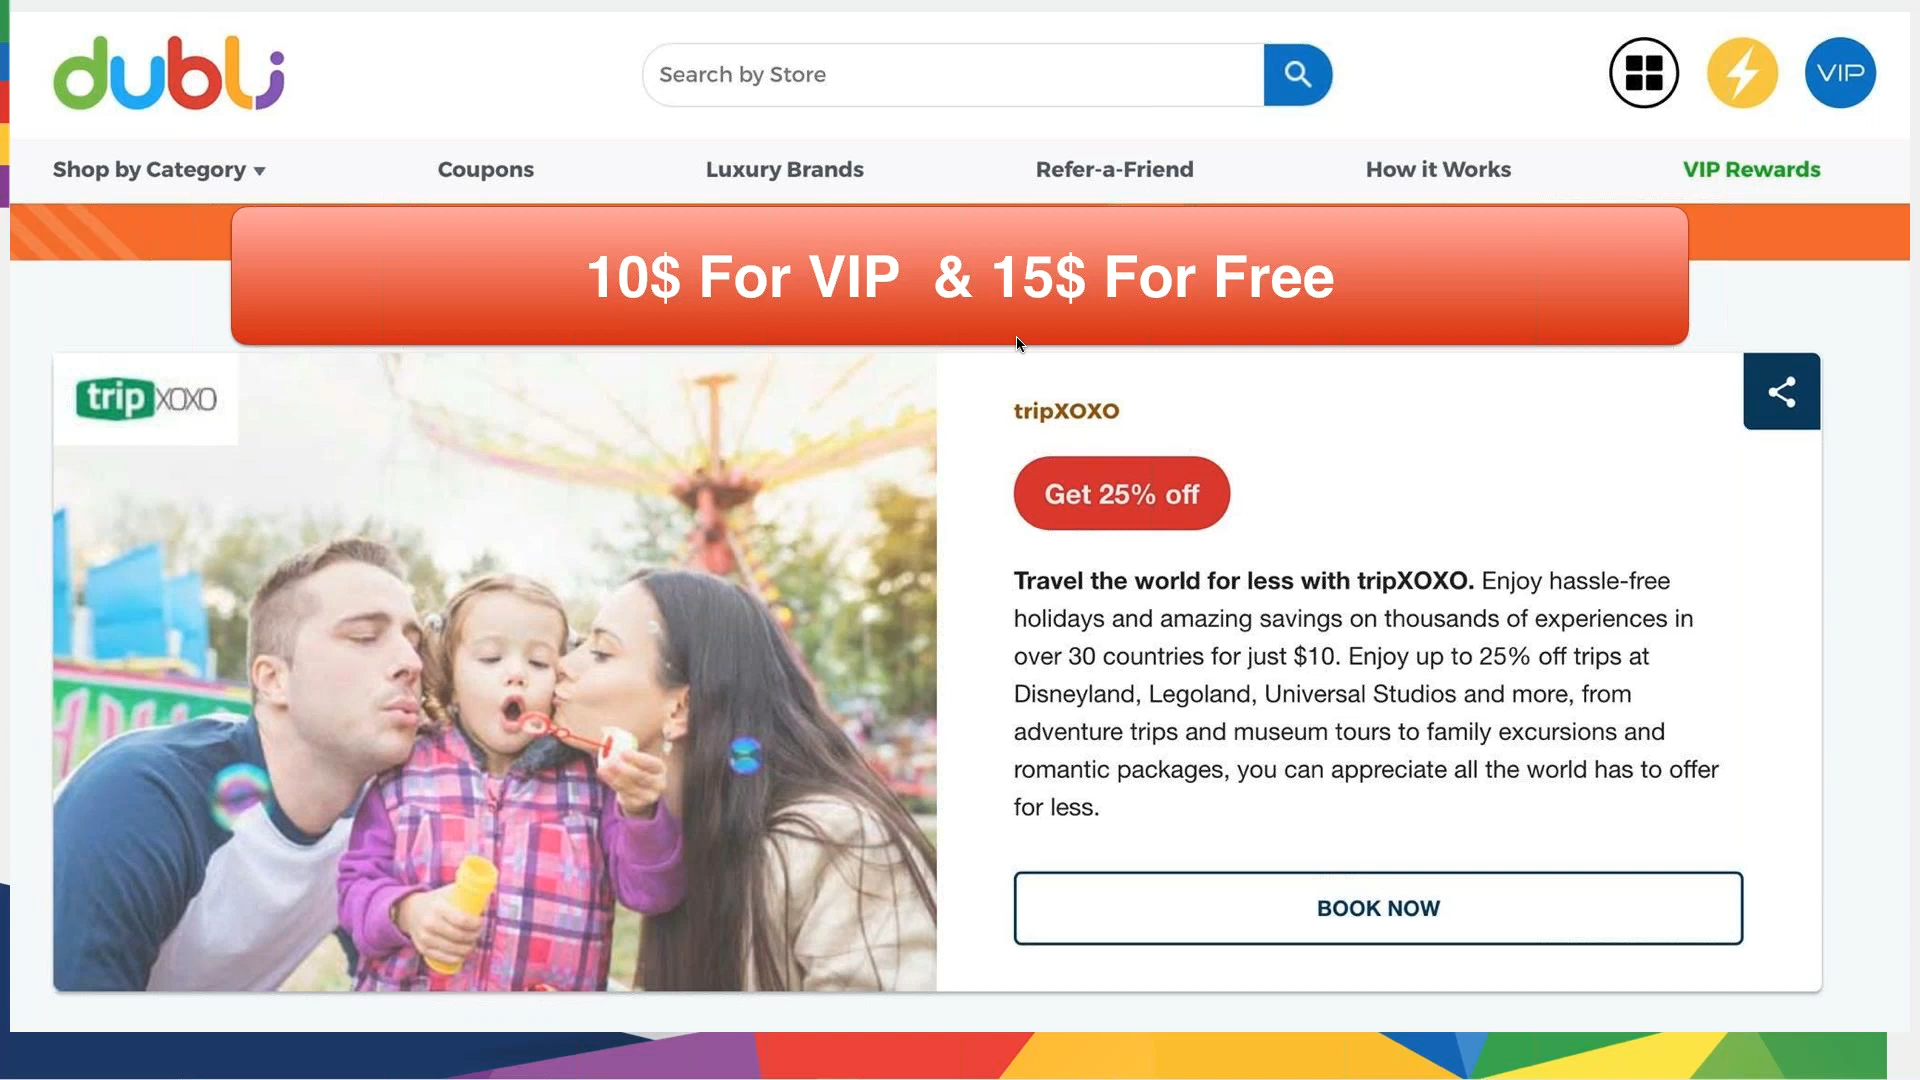 dubli
Search by Store
VIP
Shop by Category
Coupons
Luxury Brands
Refer-a-Friend
How it Works
VIP Rewards
10$ For VIP & 15$ For Free
tripXOXO
tripXOXO
Get 25% off
Travel the world for less with tripXOXO. Enjoy hassle-free
holidays and amazing savings on thousands of experiences in
over 30 countries for just $10. Enjoy up to 25% off trips at
Disneyland, Legoland, Universal Studios and more, from
adventure trips and museum tours to family excursions and
romantic packages, you can appreciate all the world has to offer
for less.
BOOK NOW